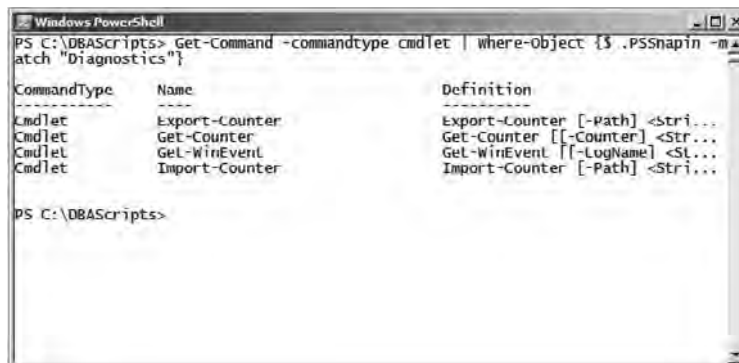 Windows PowerShell
PS C:\DBAScripts> Get-Command -commandtype cmdlet | Where-Object {$_.PSSnapin -m
atch "Diagnostics"}
CommandType Name Definition
----------- ---- ----------
Cmdlet Export-Counter Export-Counter [-Path] <Stri...
Cmdlet Get-Counter Get-Counter [[-Counter] <Str...
Cmdlet Get-WinEvent Get-WinEvent [[-LogName] <St...
Cmdlet Import-Counter Import-Counter [-Path] <Stri...
PS C:\DBAScripts>